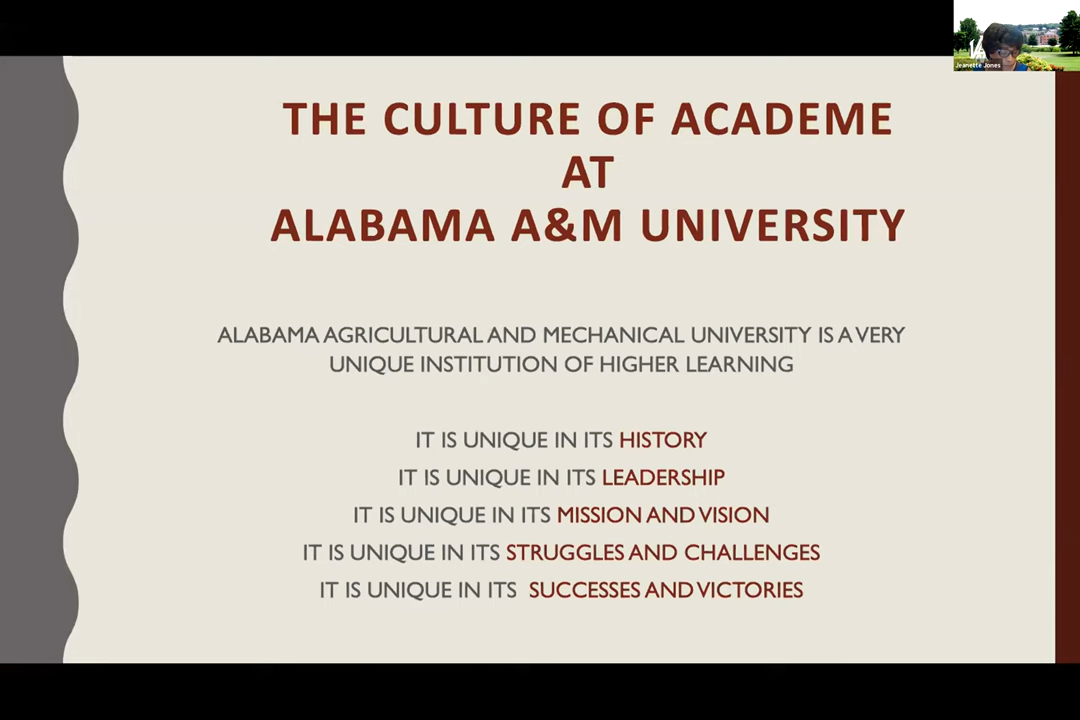 Jeanette Jones
THE CULTURE OF ACADEME
AT
ALABAMA A&M UNIVERSITY
ALABAMA AGRICULTURAL AND MECHANICAL UNIVERSITY IS A VERY
UNIQUE INSTITUTION OF HIGHER LEARNING
IT IS UNIQUE IN ITS HISTORY
IT IS UNIQUE IN ITS LEADERSHIP
IT IS UNIQUE IN ITS MISSION AND VISION
IT IS UNIQUE IN ITS STRUGGLES AND CHALLENGES
IT IS UNIQUE IN ITS SUCCESSES AND VICTORIES